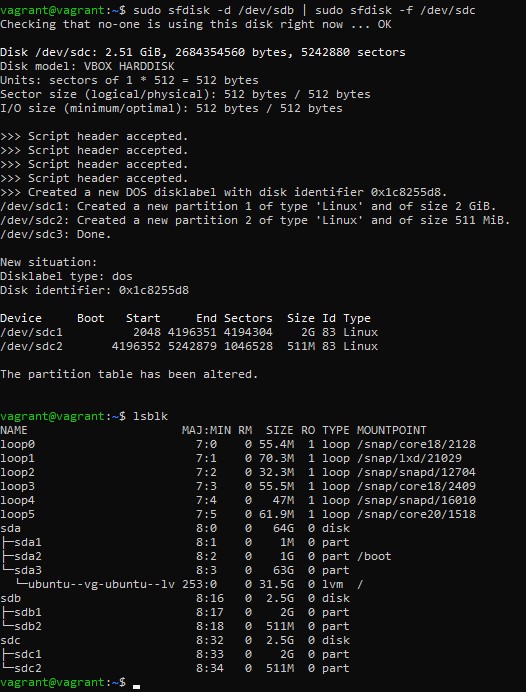 vagrant@vagrant:~$ sudo sfdisk -d /dev/sdb | sudo sfdisk -f /dev/sdc
Checking that no-one is using this disk right now ... OK

Disk /dev/sdc: 2.51 GiB, 2684354560 bytes, 5242880 sectors
Disk model: VBOX HARDDISK
Units: sectors of 1 * 512 = 512 bytes
Sector size (logical/physical): 512 bytes / 512 bytes
I/O size (minimum/optimal): 512 bytes / 512 bytes

>>> Script header accepted.
>>> Script header accepted.
>>> Script header accepted.
>>> Script header accepted.
>>> Created a new DOS disklabel with disk identifier 0x1c8255d8.
/dev/sdc1: Created a new partition 1 of type 'Linux' and of size 2 GiB.
/dev/sdc2: Created a new partition 2 of type 'Linux' and of size 511 MiB.
/dev/sdc3: Done.

New situation:
Disklabel type: dos
Disk identifier: 0x1c8255d8

Device     Boot   Start     End Sectors  Size Id Type
/dev/sdc1          2048 4196351 4194304    2G 83 Linux
/dev/sdc2       4196352 5242879 1046528  511M 83 Linux

The partition table has been altered.

vagrant@vagrant:~$ lsblk
NAME                      MAJ:MIN RM  SIZE RO TYPE MOUNTPOINT
loop0                       7:0    0 55.4M  1 loop /snap/core18/2128
loop1                       7:1    0 70.3M  1 loop /snap/lxd/21029
loop2                       7:2    0 32.3M  1 loop /snap/snapd/12704
loop3                       7:3    0 55.5M  1 loop /snap/core18/2409
loop4                       7:4    0   47M  1 loop /snap/snapd/16010
loop5                       7:5    0 61.9M  1 loop /snap/core20/1518
sda                         8:0    0   64G  0 disk
├─sda1                      8:1    0    1M  0 part
├─sda2                      8:2    0    1G  0 part /boot
└─sda3                      8:3    0   63G  0 part
  └─ubuntu--vg-ubuntu--lv 253:0    0 31.5G  0 lvm  /
sdb                         8:16   0  2.5G  0 disk
├─sdb1                      8:17   0    2G  0 part
└─sdb2                      8:18   0  511M  0 part
sdc                         8:32   0  2.5G  0 disk
├─sdc1                      8:33   0    2G  0 part
└─sdc2                      8:34   0  511M  0 part
vagrant@vagrant:~$